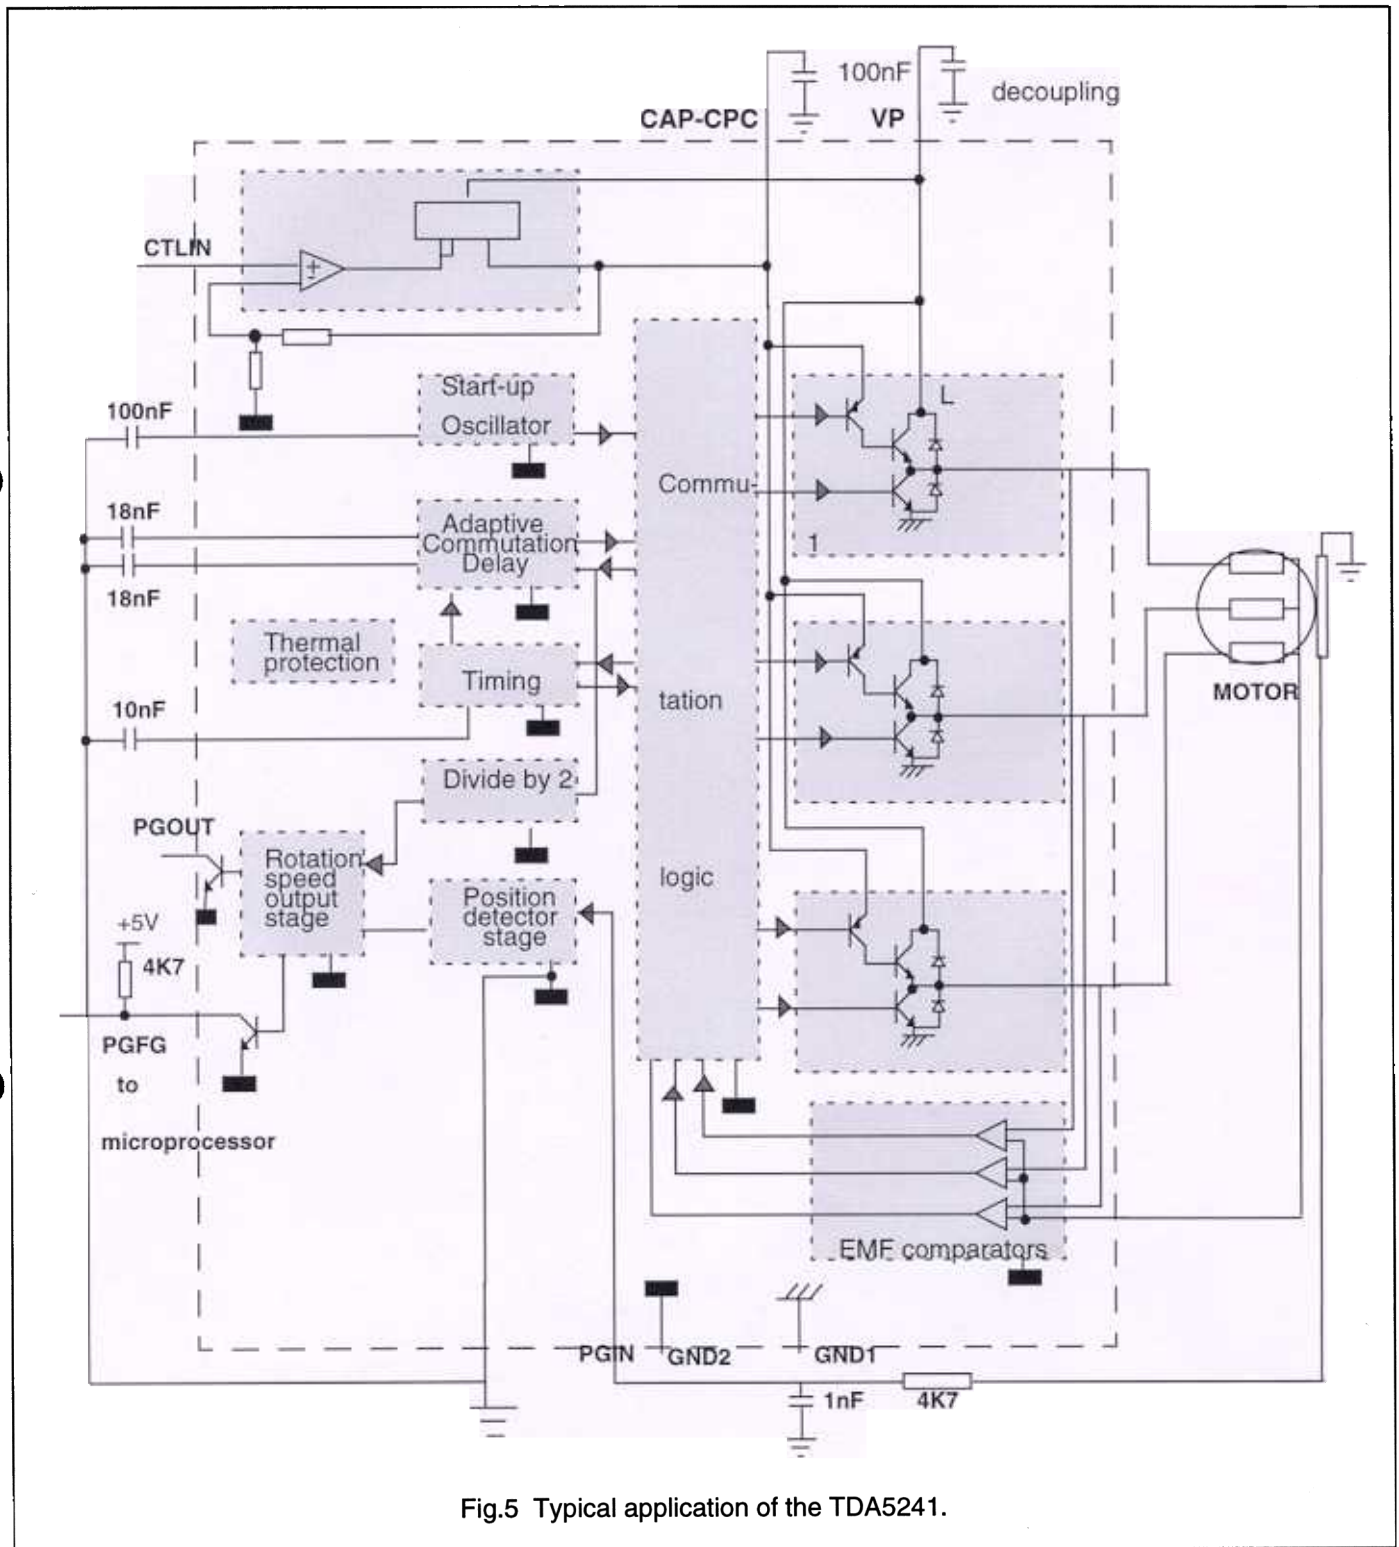 100nF
decoupling
CAP-CPC
VP
CTLIN
+
-
L
Start-up
Oscillator
100nF
Commu-
18nF
Adaptive
Commutation
Delay
1
18nF
Thermal
protection
Timing
tation
MOTOR
10nF
Divide by 2
PGOUT
Rotation
speed
output
stage
logic
Position
detector
stage
+5V
4K7
PGFG
to
microprocessor
EMF comparators
PGIN
GND2
GND1
1nF
4K7
Fig.5 Typical application of the TDA5241.